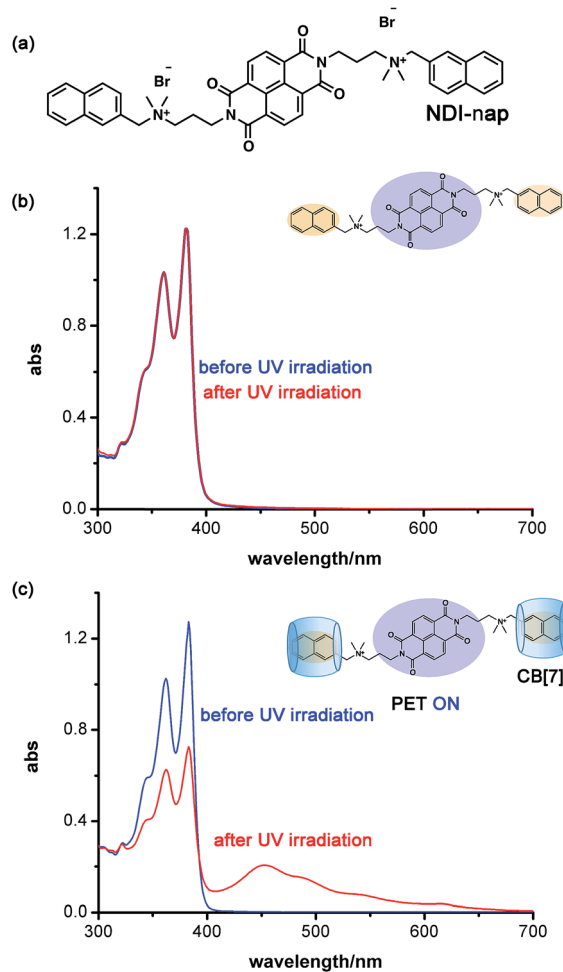 (a)
Br⁻
Br⁻
O
O
N
N⁺
N⁺
N
O
O
NDI-nap
(b)
1.2
0.8
0.4
0.0
abs
O
O
N
N⁺
N⁺
N
O
O
before UV irradiation
after UV irradiation
300
400
500
600
700
wavelength/nm
(c)
1.2
0.8
0.4
0.0
abs
O
O
N
N⁺
N⁺
N
O
O
CB[7]
PET ON
before UV irradiation
after UV irradiation
300
400
500
600
700
wavelength/nm